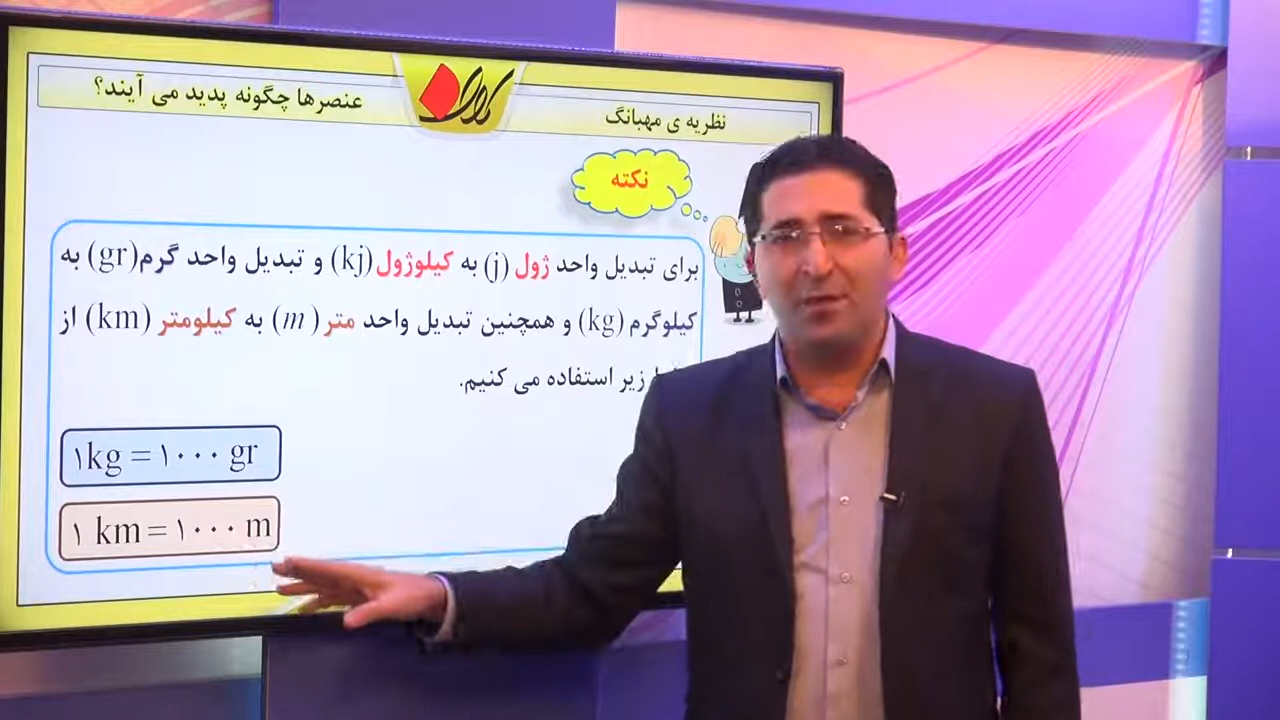 نظریه ی مهبانگ
عنصرها چگونه پدید می آیند؟
نکته
برای تبدیل واحد ژول (j) به کیلوژول (kj) و تبدیل واحد گرم (gr) به
کیلوگرم (kg) و همچنین تبدیل واحد متر (m) به کیلومتر (km) از
زیر استفاده می کنیم.
۱kg = ۱۰۰۰ gr
۱ km = ۱۰۰۰ m